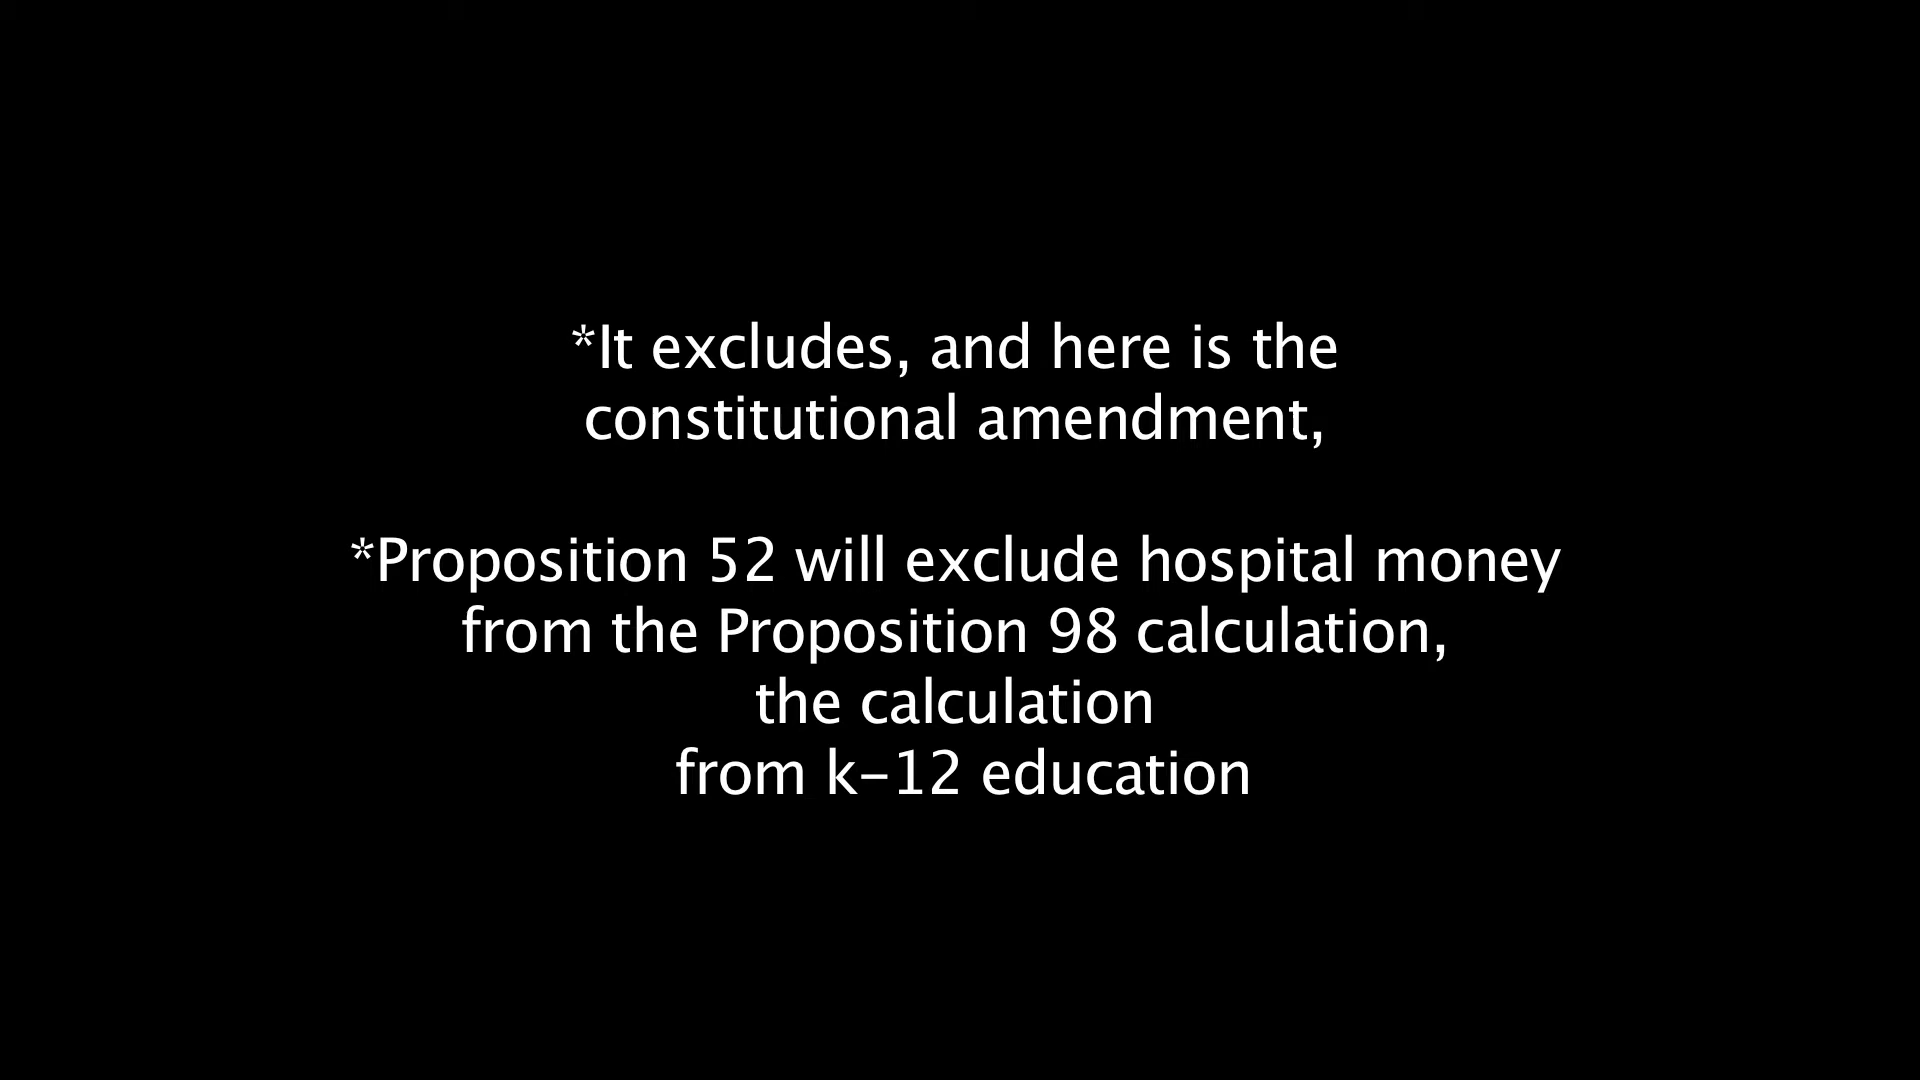 *It excludes, and here is the
constitutional amendment,
*Proposition 52 will exclude hospital money
from the Proposition 98 calculation,
the calculation
from k-12 education